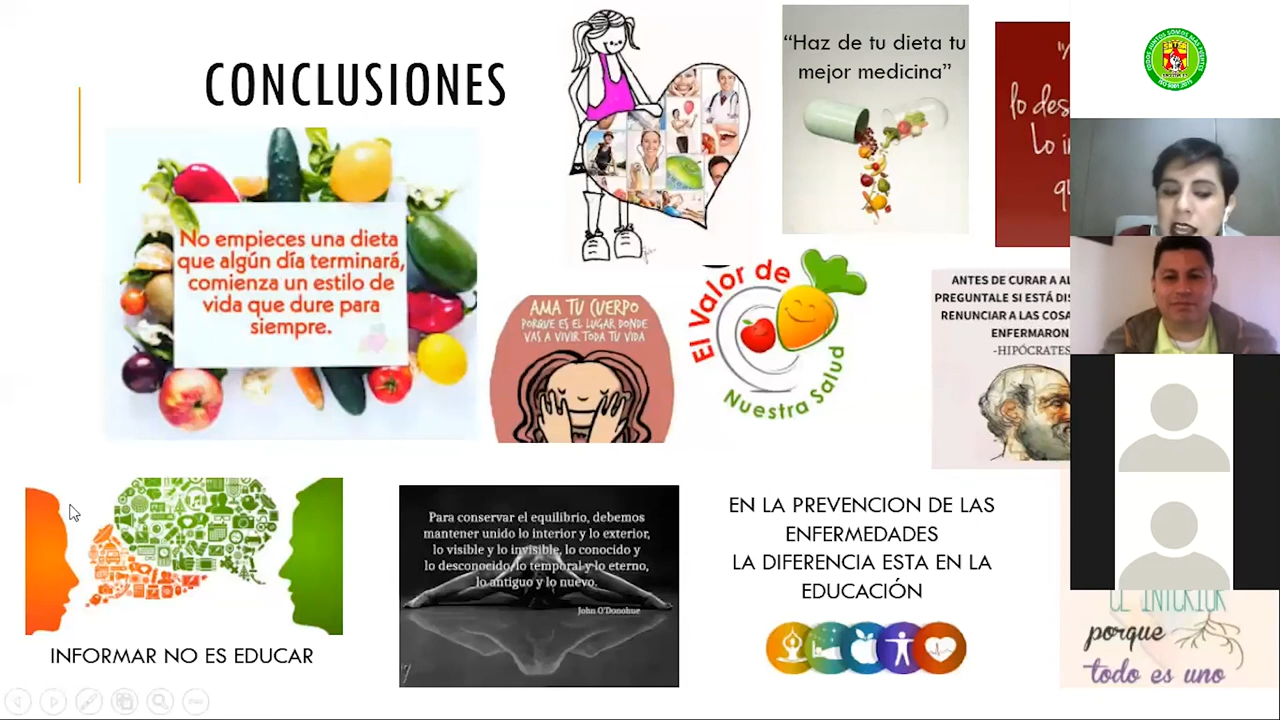 CONCLUSIONES
No empieces una dieta
que algún día terminará,
comienza un estilo de
vida que dure para
siempre.
“Haz de tu dieta tu
mejor medicina”
lo des
Lo i
q
AMA TU CUERPO
PORQUE ES EL LUGAR DONDE
VAS A VIVIR TODA TU VIDA
El Valor de
Nuestra Salud
ANTES DE CURAR A AL
PREGUNTALE SI ESTÁ DIS
RENUNCIAR A LAS COSA
ENFERMARON
-HIPÓCRATES
INFORMAR NO ES EDUCAR
Para conservar el equilibrio, debemos
mantener unido lo interior y lo exterior,
lo visible y lo invisible, lo conocido y
lo desconocido, lo temporal y lo eterno,
lo antiguo y lo nuevo.
John O'Donohue
EN LA PREVENCION DE LAS
ENFERMEDADES
LA DIFERENCIA ESTA EN LA
EDUCACIÓN
EL INTERIOR
porque
todo es uno